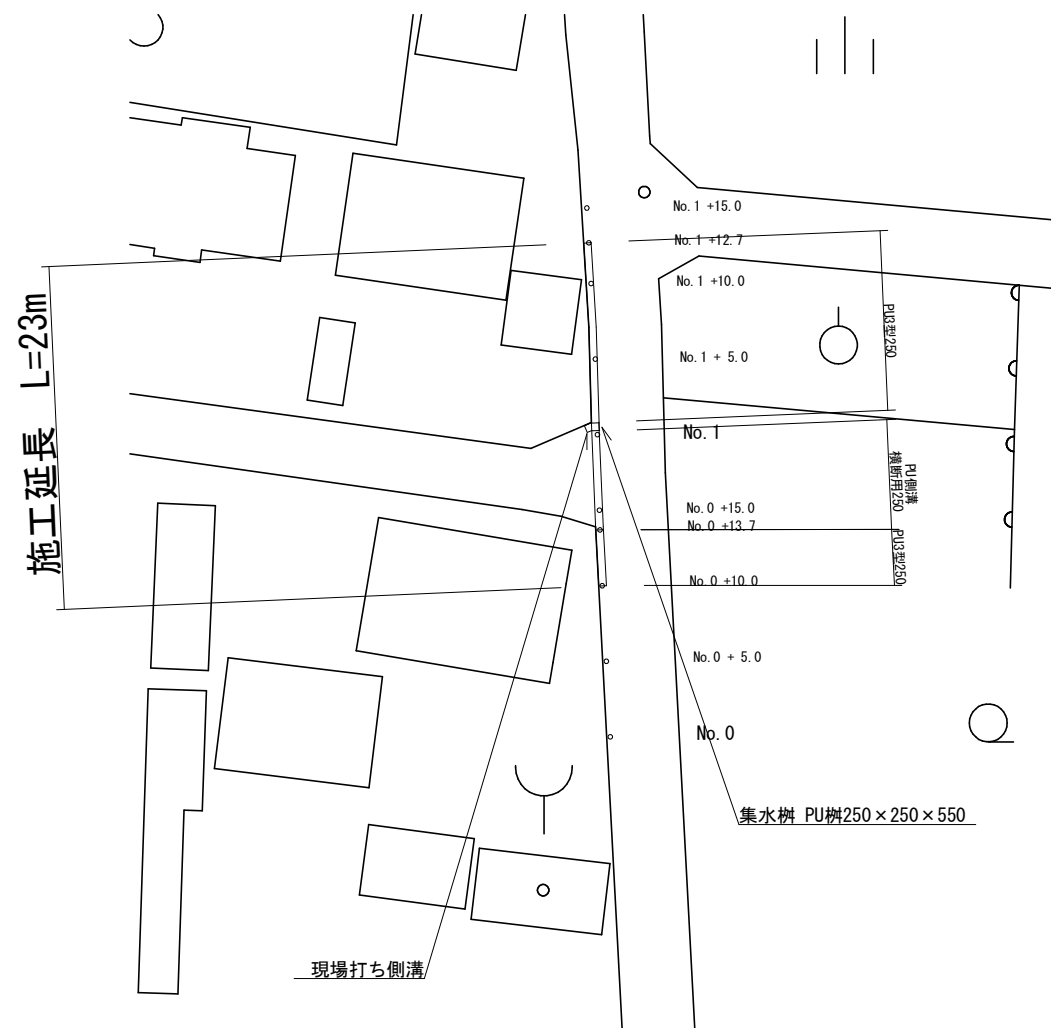 No.1 +15.0
No.1 +12.7
No.1 +10.0
PU3型250
施工延長 L=23m
No.1 + 5.0
No.1
PU側溝
横断用250
No.0 +15.0
No.0 +13.7
PU3型250
No.0 +10.0
No.0 + 5.0
No.0
集水桝 PU桝250×250×550
現場打ち側溝